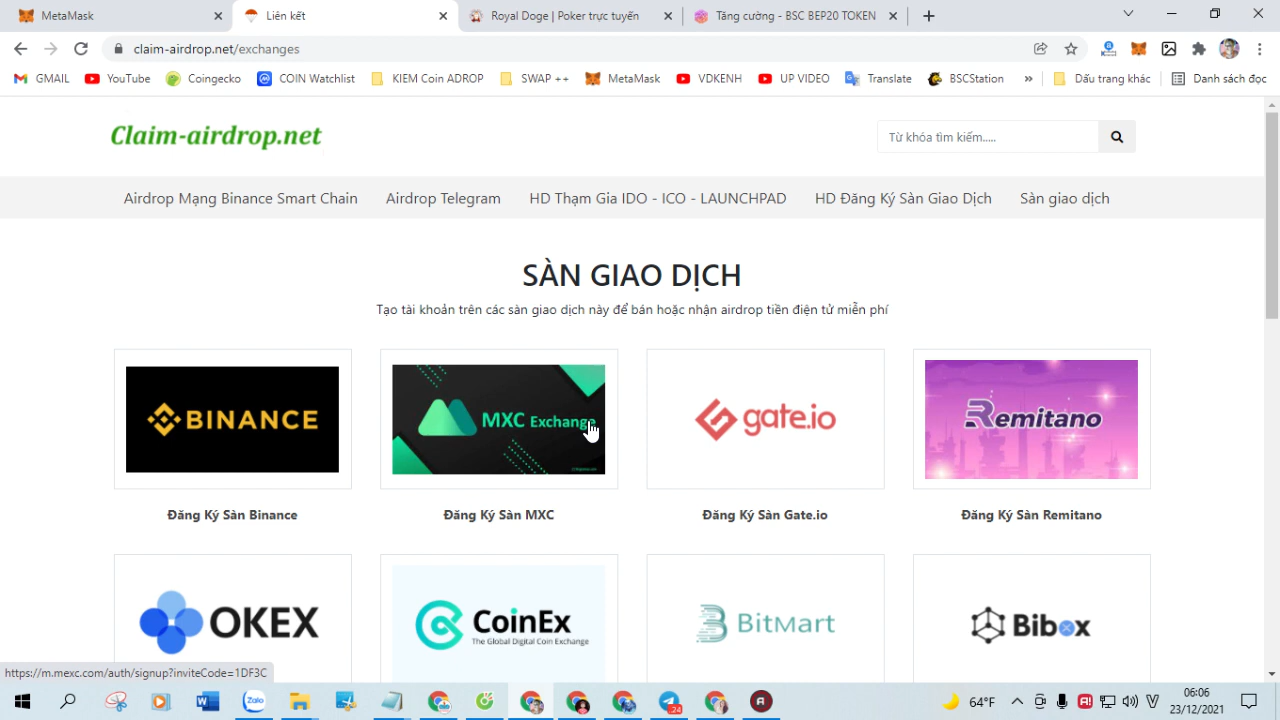 MetaMask
Liên kết
Royal Doge | Poker trực tuyến
Tăng cường - BSC BEP20 TOKEN
claim-airdrop.net/exchanges
GMAIL
YouTube
Coingecko
COIN Watchlist
KIEM Coin ADROP
SWAP ++
MetaMask
VDKENH
UP VIDEO
Translate
BSCStation
»
Dấu trang khác
Danh sách đọc
Claim-airdrop.net
Từ khóa tìm kiếm.....
Airdrop Mạng Binance Smart Chain
Airdrop Telegram
HD Thạm Gia IDO - ICO - LAUNCHPAD
HD Đăng Ký Sàn Giao Dịch
Sàn giao dịch
SÀN GIAO DỊCH
Tạo tài khoản trên các sàn giao dịch này để bán hoặc nhận airdrop tiền điện tử miễn phí
BINANCE
MXC Exchange
gate.io
Remitano
Đăng Ký Sàn Binance
Đăng Ký Sàn MXC
Đăng Ký Sàn Gate.io
Đăng Ký Sàn Remitano
OKEX
CoinEx
The Global Digital Coin Exchange
BitMart
Bibox
https://m.mexc.com/auth/signup?inviteCode=1DF3C
Zalo
24
64°F
06:06
23/12/2021